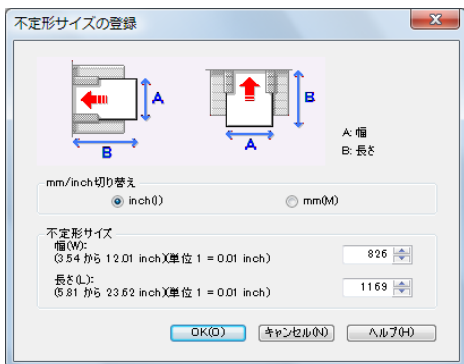 不定形サイズの登録
A
B
B
A
A: 幅
B: 長さ
mm/inch切り替え
inch(I)
mm(M)
不定形サイズ
幅(W):
(3.54 から 12.01 inch)(単位 1 = 0.01 inch)
826
長さ(L):
(5.81 から 23.62 inch)(単位 1 = 0.01 inch)
1169
OK(O)
キャンセル(N)
ヘルプ(H)